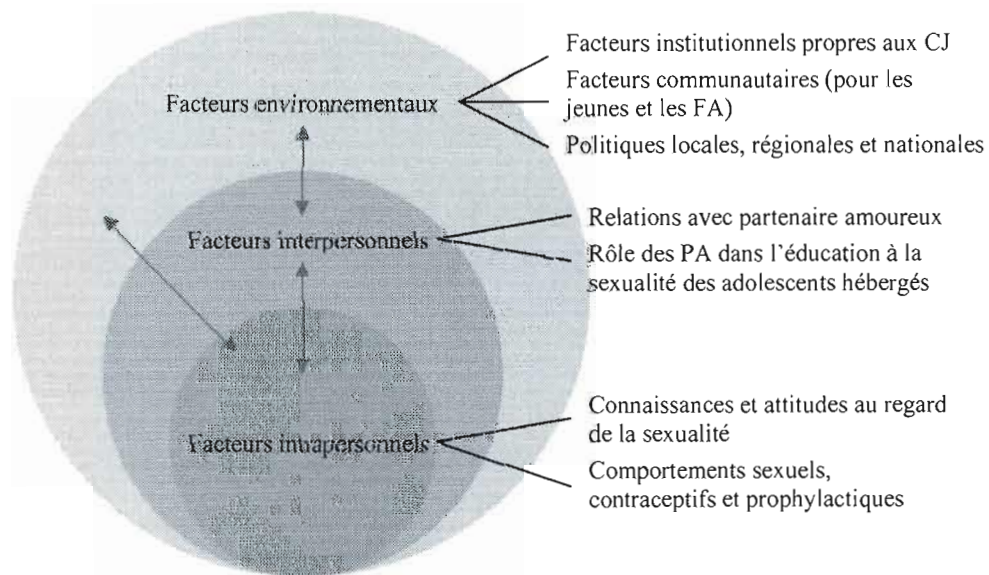 Facteurs environnementaux
Facteurs institutionnels propres aux CJ
Facteurs communautaires (pour les
jeunes et les FA)
Politiques locales, régionales et nationales
Facteurs interpersonnels
Relations avec partenaire amoureux
Rôle des PA dans l'éducation à la
sexualité des adolescents hébergés
Facteurs intrapersonnels
Connaissances et attitudes au regard
de la sexualité
Comportements sexuels,
contraceptifs et prophylactiques